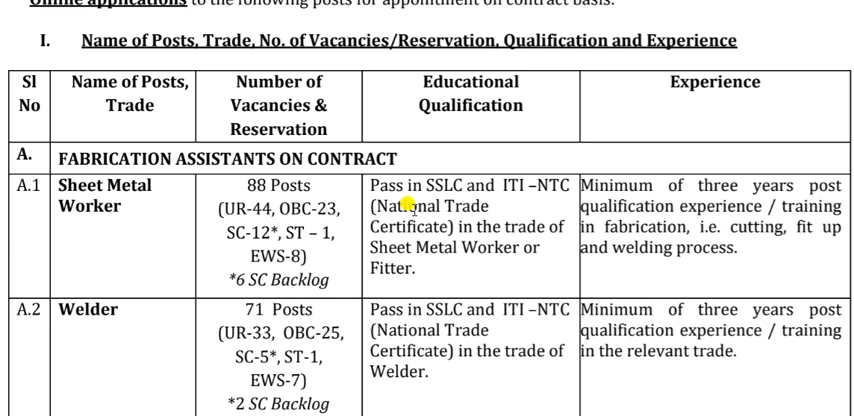 Online applications to the following posts for appointment on contract basis.
I. Name of Posts, Trade, No. of Vacancies/Reservation, Qualification and Experience
Sl No | Name of Posts, Trade | Number of Vacancies & Reservation | Educational Qualification | Experience
A. FABRICATION ASSISTANTS ON CONTRACT
A.1 Sheet Metal Worker
88 Posts
(UR-44, OBC-23,
SC-12*, ST – 1,
EWS-8)
*6 SC Backlog
Pass in SSLC and ITI –NTC
(National Trade
Certificate) in the trade of
Sheet Metal Worker or
Fitter.
Minimum of three years post
qualification experience / training
in fabrication, i.e. cutting, fit up
and welding process.
A.2 Welder
71 Posts
(UR-33, OBC-25,
SC-5*, ST-1,
EWS-7)
*2 SC Backlog
Pass in SSLC and ITI –NTC
(National Trade
Certificate) in the trade of
Welder.
Minimum of three years post
qualification experience / training
in the relevant trade.